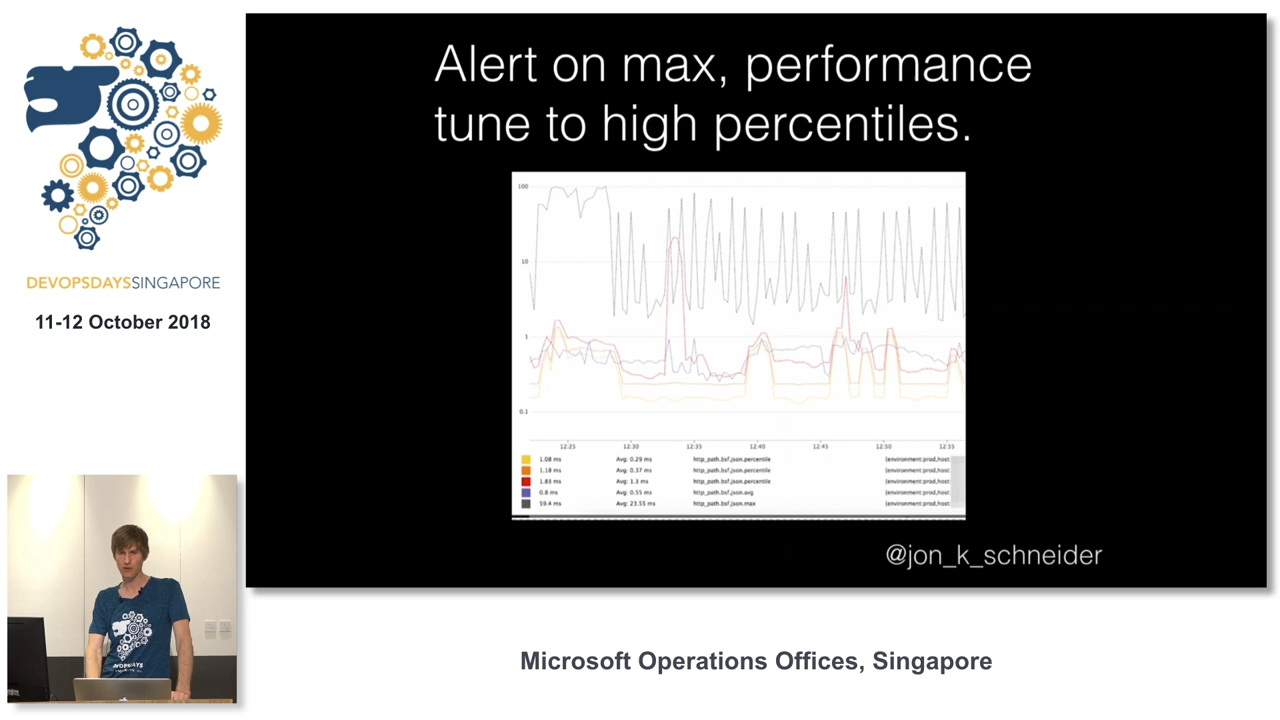 DEVOPSDAYSSINGAPORE
11-12 October 2018
Alert on max, performance
tune to high percentiles.
100
10
1
0.1
12:25 12:30 12:35 12:40 12:45 12:50 12:55
1.08 ms Avg: 0.29 ms http_path.bsf.json.percentile {environment:prod,host:
1.18 ms Avg: 0.37 ms http_path.bsf.json.percentile {environment:prod,host:
1.83 ms Avg: 1.3 ms http_path.bsf.json.percentile {environment:prod,host:
0.8 ms Avg: 0.55 ms http_path.bsf.json.avg {environment:prod,host:
59.4 ms Avg: 23.55 ms http_path.bsf.json.max {environment:prod,host:
@jon_k_schneider
Microsoft Operations Offices, Singapore